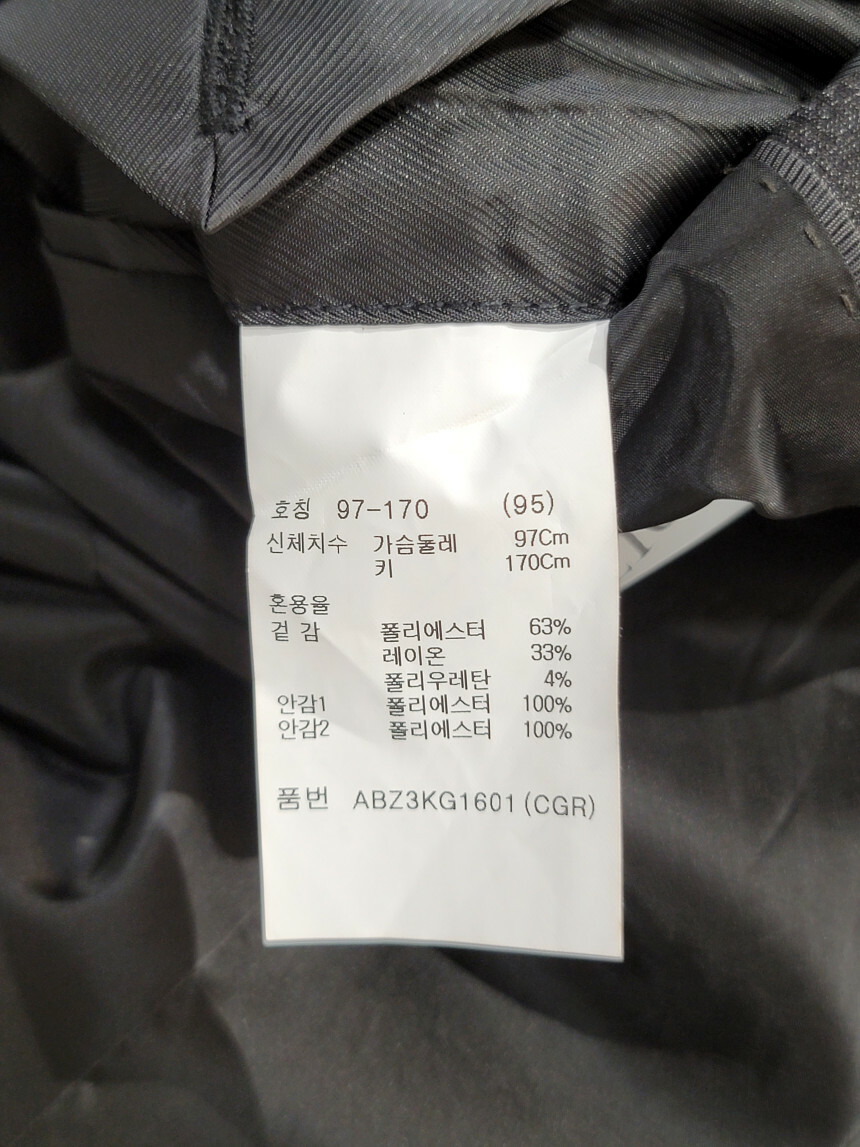 호칭 97-170 (95)
신체치수 가슴둘레 97Cm
키 170Cm
혼용율
겉 감 폴리에스터 63%
레이온 33%
폴리우레탄 4%
안감1 폴리에스터 100%
안감2 폴리에스터 100%
품번 ABZ3KG1601(CGR)